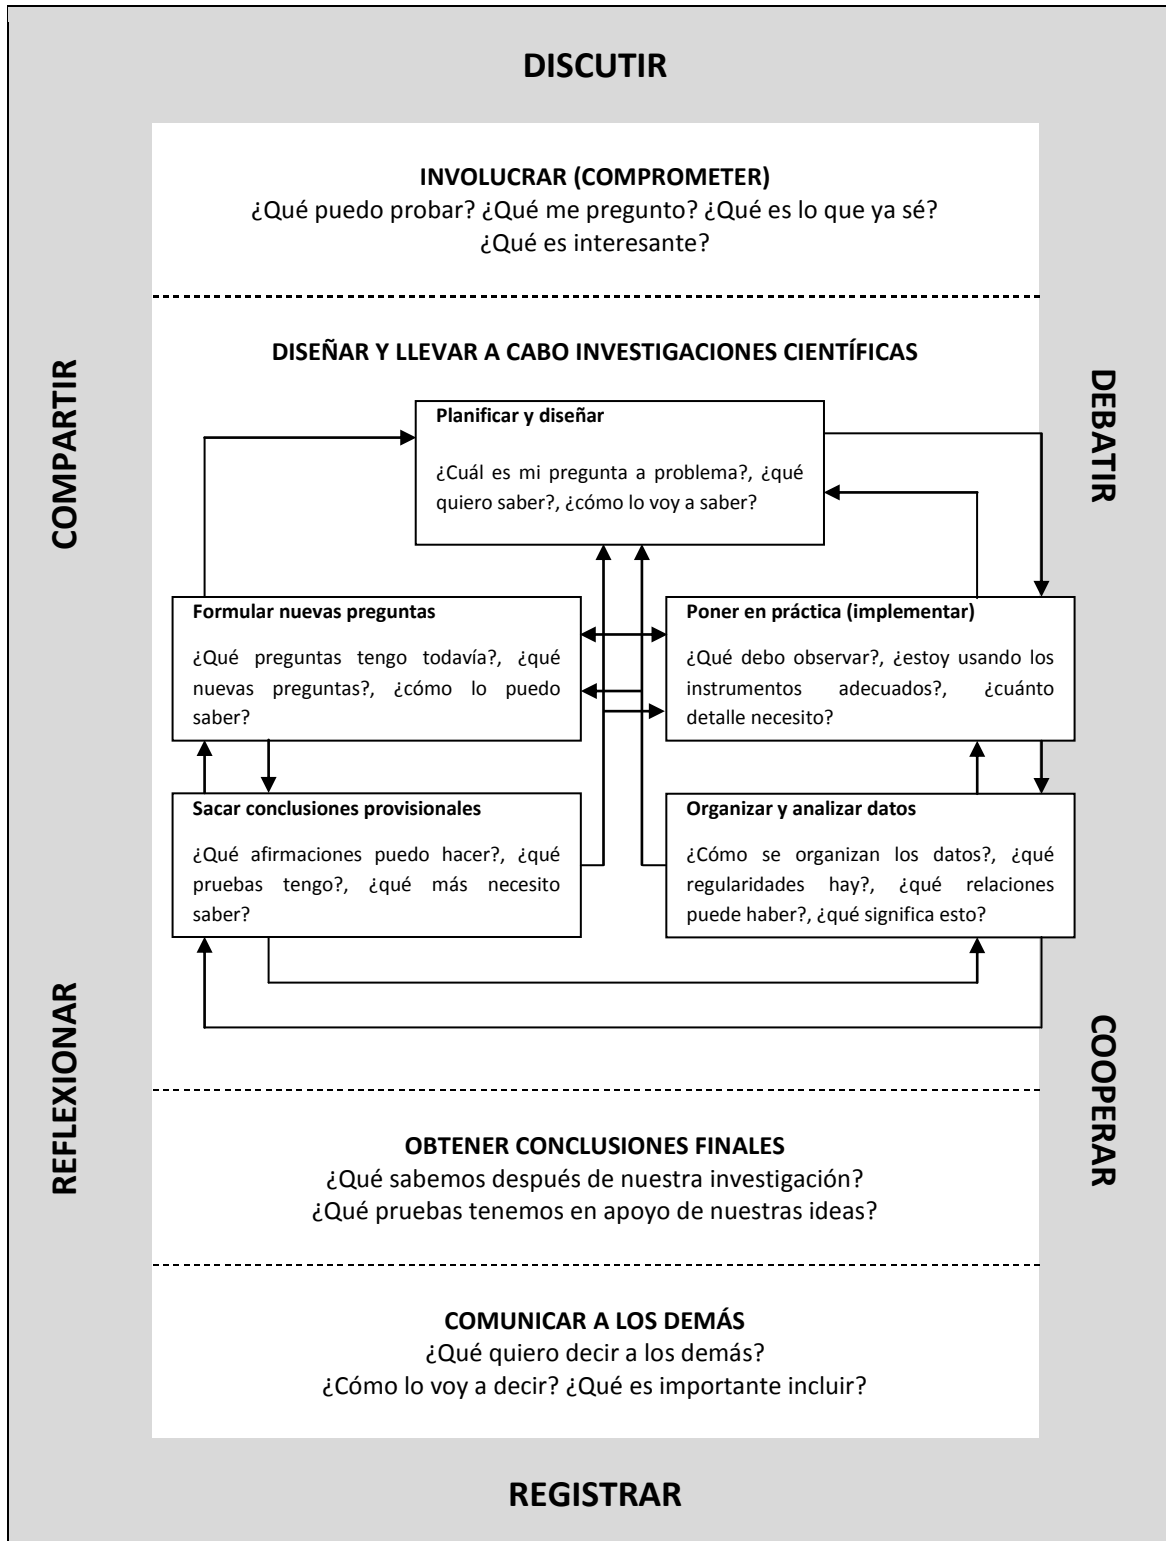 DISCUTIR
INVOLUCRAR (COMPROMETER)
¿Qué puedo probar? ¿Qué me pregunto? ¿Qué es lo que ya sé?
¿Qué es interesante?
DISEÑAR Y LLEVAR A CABO INVESTIGACIONES CIENTÍFICAS
COMPARTIR
DEBATIR
Planificar y diseñar
¿Cuál es mi pregunta a problema?, ¿qué
quiero saber?, ¿cómo lo voy a saber?
Formular nuevas preguntas
¿Qué preguntas tengo todavía?, ¿qué
nuevas preguntas?, ¿cómo lo puedo
saber?
Poner en práctica (implementar)
¿Qué debo observar?, ¿estoy usando los
instrumentos adecuados?, ¿cuánto
detalle necesito?
Sacar conclusiones provisionales
¿Qué afirmaciones puedo hacer?, ¿qué
pruebas tengo?, ¿qué más necesito
saber?
Organizar y analizar datos
¿Cómo se organizan los datos?, ¿qué
regularidades hay?, ¿qué relaciones
puede haber?, ¿qué significa esto?
REFLEXIONAR
COOPERAR
OBTENER CONCLUSIONES FINALES
¿Qué sabemos después de nuestra investigación?
¿Qué pruebas tenemos en apoyo de nuestras ideas?
COMUNICAR A LOS DEMÁS
¿Qué quiero decir a los demás?
¿Cómo lo voy a decir? ¿Qué es importante incluir?
REGISTRAR